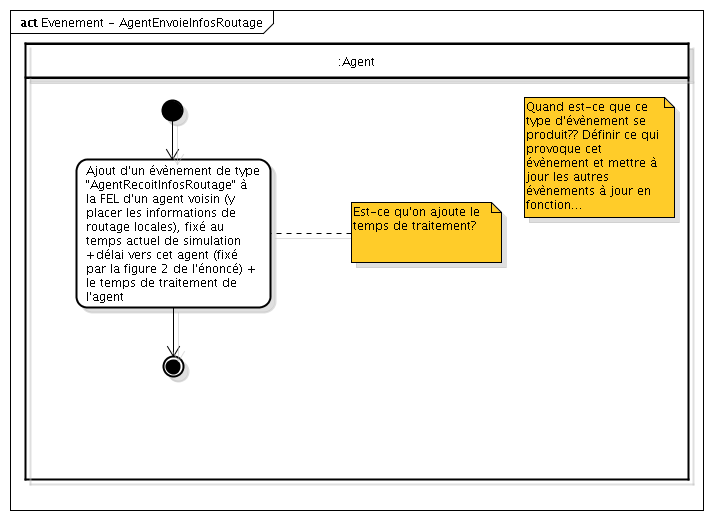 act Evenement - AgentEnvoieInfosRoutage
:Agent
Ajout d'un évènement de type
"AgentRecoitInfosRoutage" à
la FEL d'un agent voisin (y
placer les informations de
routage locales), fixé au
temps actuel de simulation
+délai vers cet agent (fixé
par la figure 2 de l'énoncé) +
le temps de traitement de
l'agent
Est-ce qu'on ajoute le
temps de traitement?
Quand est-ce que ce
type d'évènement se
produit?? Définir ce qui
provoque cet
évènement et mettre à
jour les autres
évènements à jour en
fonction...